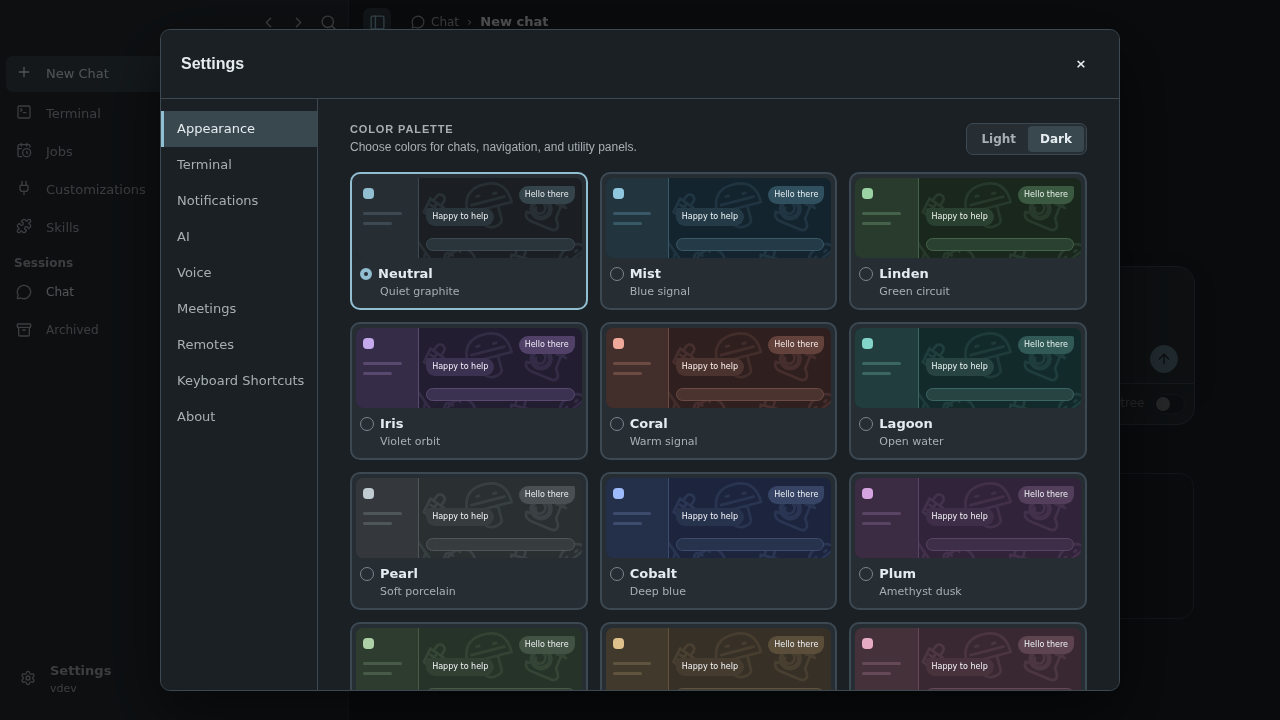 Chat › New chat
Settings
×
New Chat
Terminal
Jobs
Customizations
Skills
Sessions
Chat
Archived
Settings
vdev
Appearance
Terminal
Notifications
AI
Voice
Meetings
Remotes
Keyboard Shortcuts
About
COLOR PALETTE
Choose colors for chats, navigation, and utility panels.
Light
Dark
Hello there
Happy to help
Neutral
Quiet graphite
Hello there
Happy to help
Mist
Blue signal
Hello there
Happy to help
Linden
Green circuit
Hello there
Happy to help
Iris
Violet orbit
Hello there
Happy to help
Coral
Warm signal
Hello there
Happy to help
Lagoon
Open water
Hello there
Happy to help
Pearl
Soft porcelain
Hello there
Happy to help
Cobalt
Deep blue
Hello there
Happy to help
Plum
Amethyst dusk
Hello there
Happy to help
Hello there
Happy to help
Hello there
Happy to help
tree